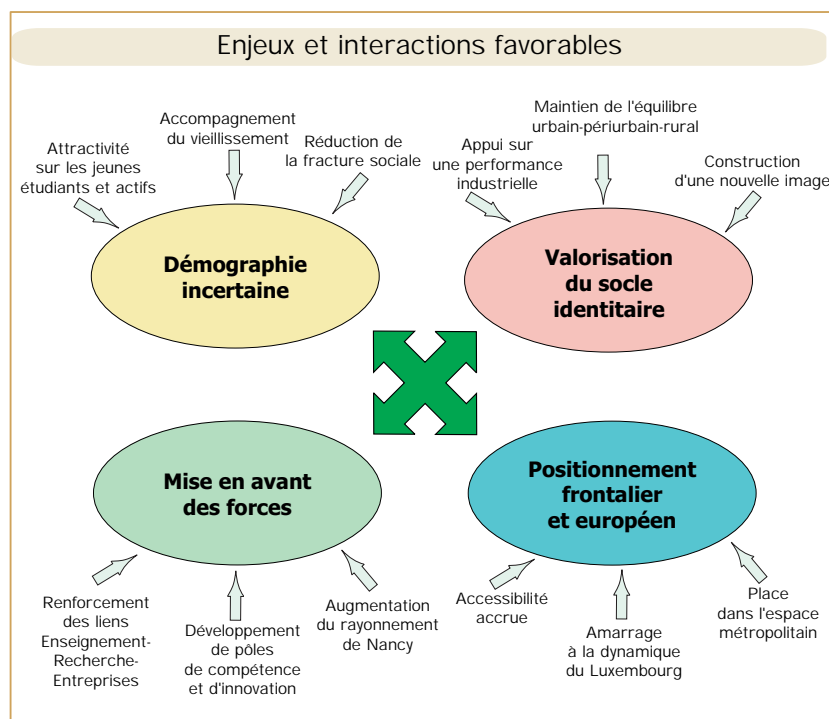 Enjeux et interactions favorables
Attractivité
sur les jeunes
étudiants et actifs
Accompagnement
du vieillissement
Réduction de
la fracture sociale
Démographie
incertaine
Appui sur
une performance
industrielle
Maintien de l'équilibre
urbain-périurbain-rural
Construction
d'une nouvelle image
Valorisation
du socle
identitaire
Mise en avant
des forces
Renforcement
des liens
Enseignement-
Recherche-
Entreprises
Développement
de pôles
de compétence
et d'innovation
Augmentation
du rayonnement
de Nancy
Positionnement
frontalier
et européen
Accessibilité
accrue
Amarrage
à la dynamique
du Luxembourg
Place
dans l'espace
métropolitain